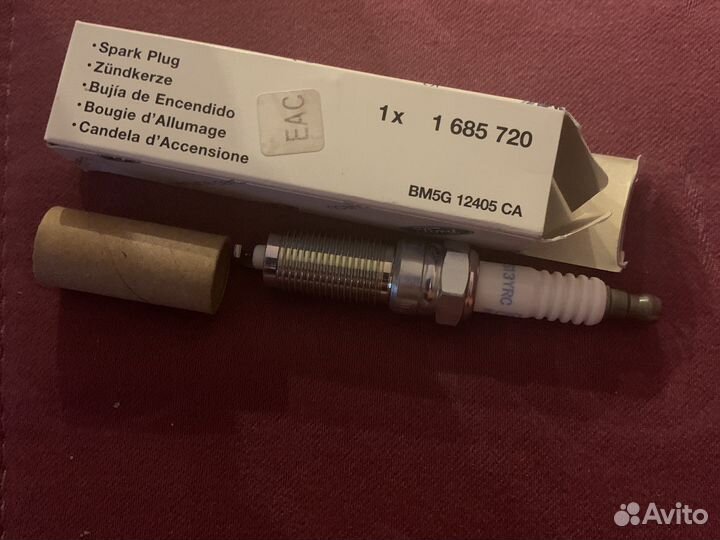 • Spark Plug
• Zündkerze
• Bujía de Encendido
• Bougie d'Allumage
• Candela d'Accensione
EAC
1x 1 685 720
BM5G 12405 CA
Avito